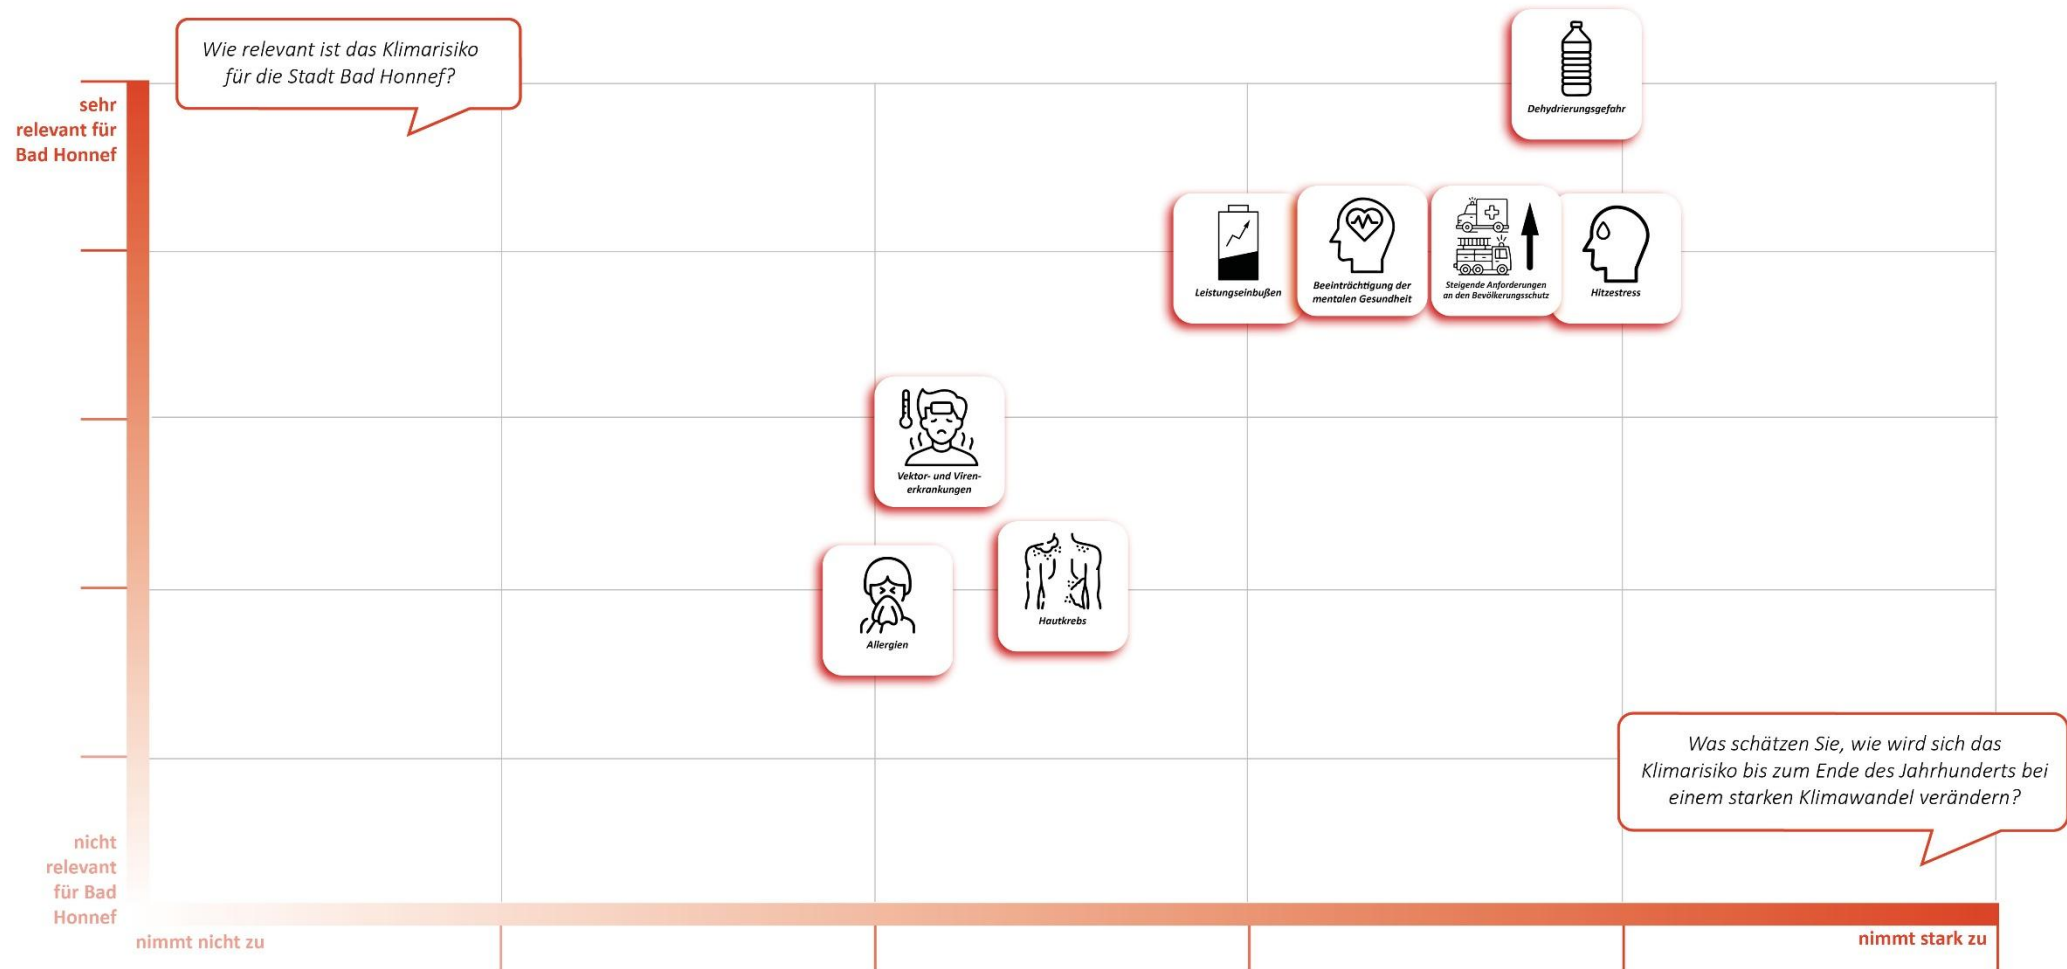 Wie relevant ist das Klimarisiko
für die Stadt Bad Honnef?
sehr
relevant für
Bad Honnef
Dehydrierungsgefahr
Leistungseinbußen
Beeinträchtigung der
mentalen Gesundheit
Steigende Anforderungen
an den Bevölkerungsschutz
Hitzestress
Vektor- und Viren-
erkrankungen
Allergien
Hautkrebs
Was schätzen Sie, wie wird sich das
Klimarisiko bis zum Ende des Jahrhunderts bei
einem starken Klimawandel verändern?
nicht
relevant
für Bad
Honnef
nimmt nicht zu
nimmt stark zu